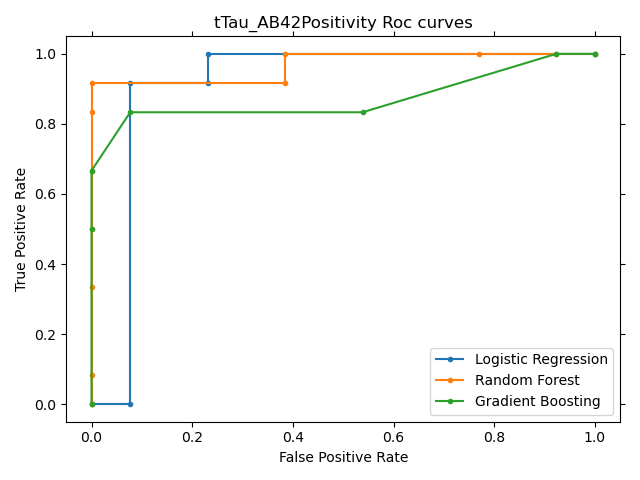 tTau_AB42Positivity Roc curves
True Positive Rate
1.0
0.8
0.6
0.4
0.2
0.0
0.0 0.2 0.4 0.6 0.8 1.0
False Positive Rate
Logistic Regression
Random Forest
Gradient Boosting